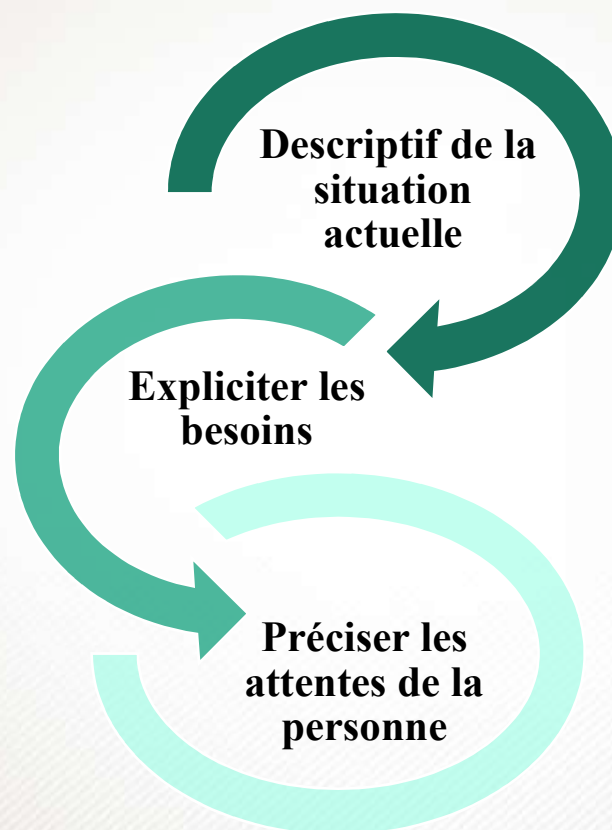 Descriptif de la
situation
actuelle
Expliciter les
besoins
Préciser les
attentes de la
personne